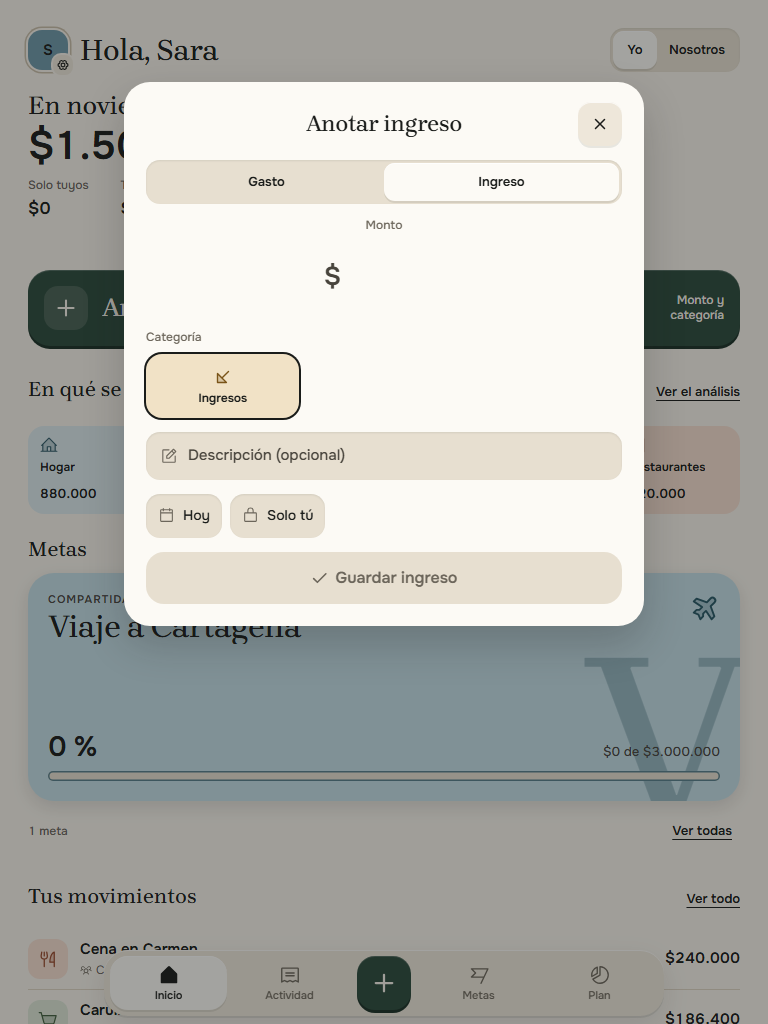 S
Hola, Sara
Yo
Nosotros
En novie
$1.50
Solo tuyos
$0
Anotar ingreso
Gasto
Ingreso
Monto
$
Categoría
Ingresos
Descripción (opcional)
Hoy
Solo tú
Guardar ingreso
Monto y
categoría
En qué se
Ver el análisis
Hogar
880.000
staurantes
20.000
Metas
COMPARTIDA
Viaje a Cartagena
V
0 %
$0 de $3.000.000
1 meta
Ver todas
Tus movimientos
Ver todo
Cena en Carmen
C
$240.000
$186.400
Inicio
Actividad
Metas
Plan